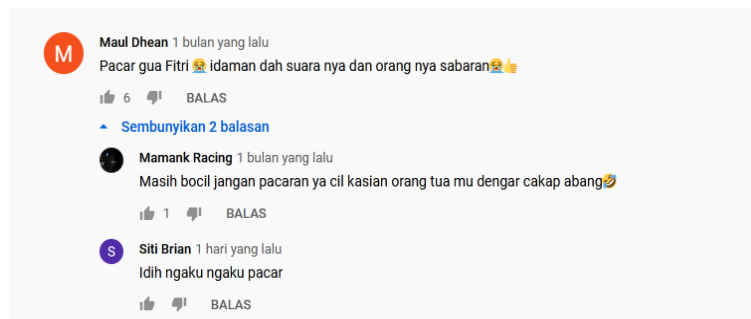 M
Maul Dhean 1 bulan yang lalu
Pacar gua Fitri 😭 idaman dah suara nya dan orang nya sabaran😭👍
6 BALAS
Sembunyikan 2 balasan
Mamank Racing 1 bulan yang lalu
Masih bocil jangan pacaran ya cil kasian orang tua mu dengar cakap abang🤣
1 BALAS
S
Siti Brian 1 hari yang lalu
Idih ngaku ngaku pacar
BALAS